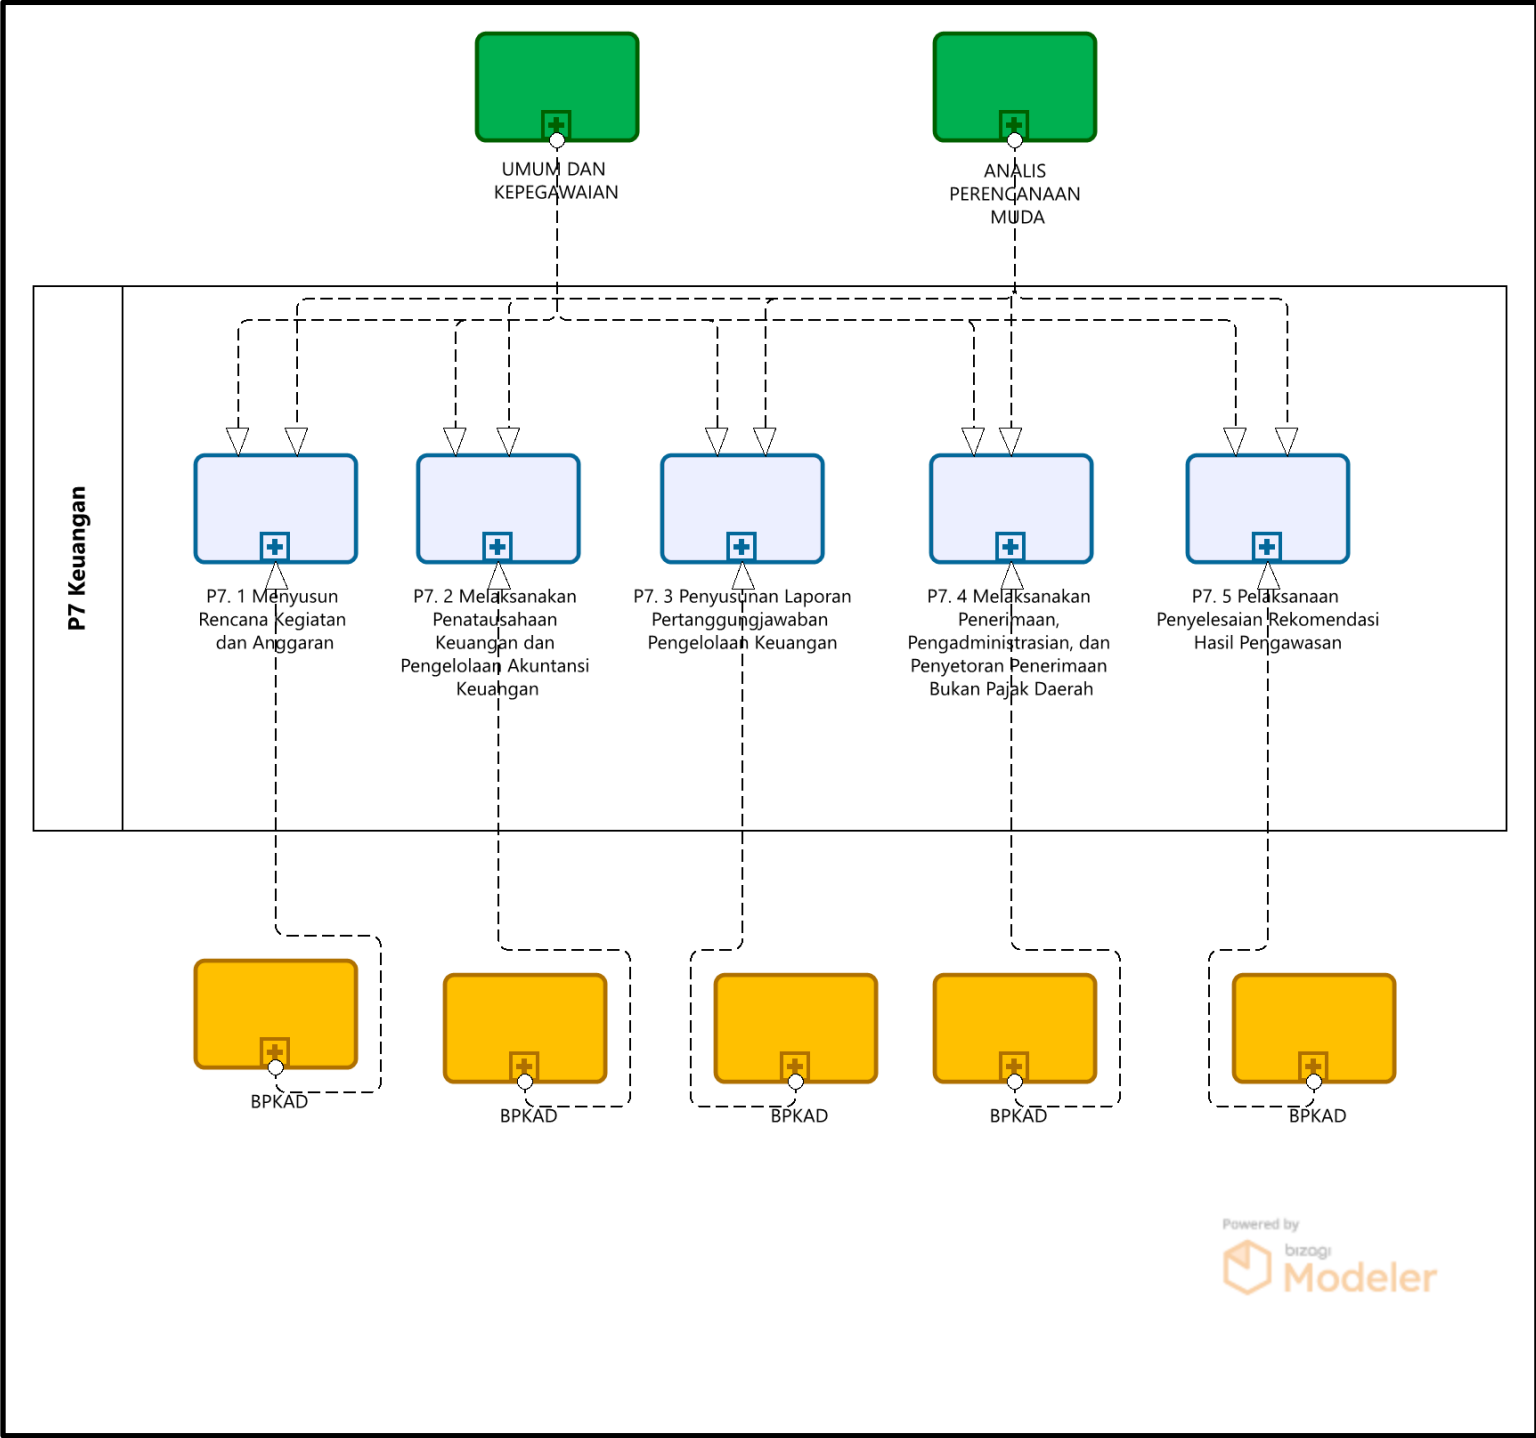 UMUM DAN
KEPEGAWAIAN
ANALIS
PERENCANAAN
MUDA
P7 Keuangan
P7. 1 Menyusun
Rencana Kegiatan
dan Anggaran
P7. 2 Melaksanakan
Penatausahaan
Keuangan dan
Pengelolaan Akuntansi
Keuangan
P7. 3 Penyusunan Laporan
Pertanggungjawaban
Pengelolaan Keuangan
P7. 4 Melaksanakan
Penerimaan,
Pengadministrasian, dan
Penyetoran Penerimaan
Bukan Pajak Daerah
P7. 5 Pelaksanaan
Penyelesaian Rekomendasi
Hasil Pengawasan
BPKAD
BPKAD
BPKAD
BPKAD
BPKAD
Powered by
bizagi
Modeler